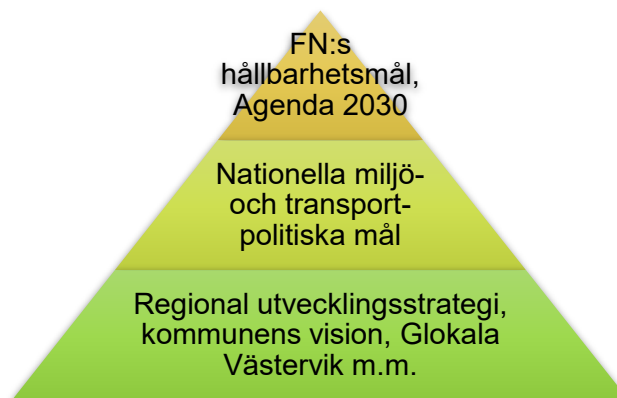 FN:s
hållbarhetsmål,
Agenda 2030
Nationella miljö-
och transport-
politiska mål
Regional utvecklingsstrategi,
kommunens vision, Glokala
Västervik m.m.